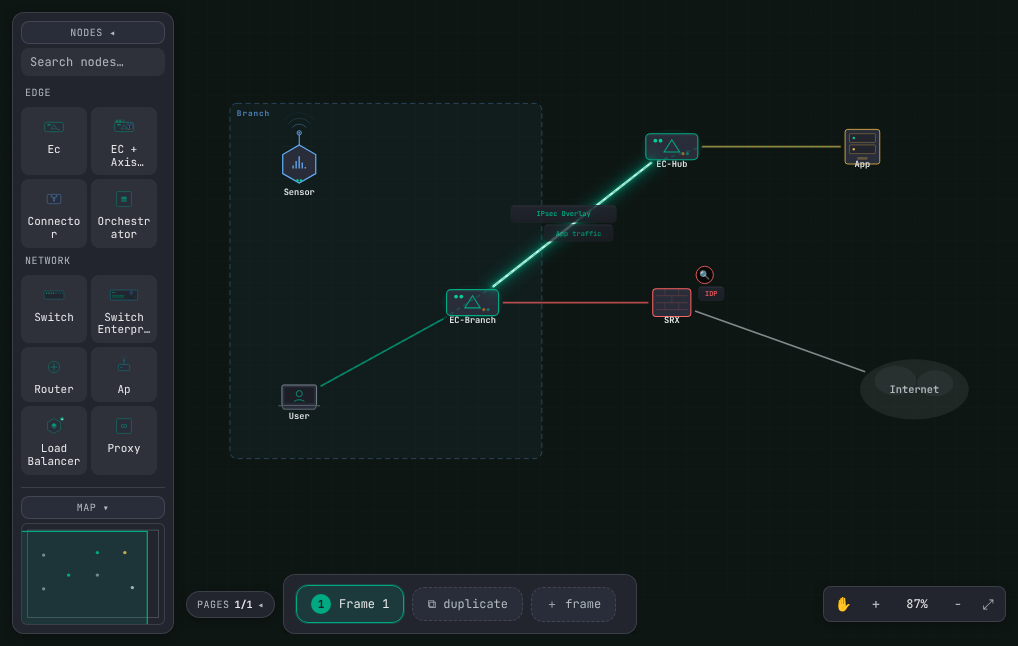 NODES ◂
Search nodes…
EDGE
Ec
EC +
Axis…
Connecto
r
Orchestr
ator
NETWORK
Switch
Switch
Enterpr…
Router
Ap
Load
Balancer
Proxy
MAP ▾
Branch
Sensor
EC-Hub
App
IPsec Overlay
App traffic
EC-Branch
IDP
SRX
Internet
User
PAGES 1/1 ◂
1 Frame 1
duplicate
+ frame
+ 87% -